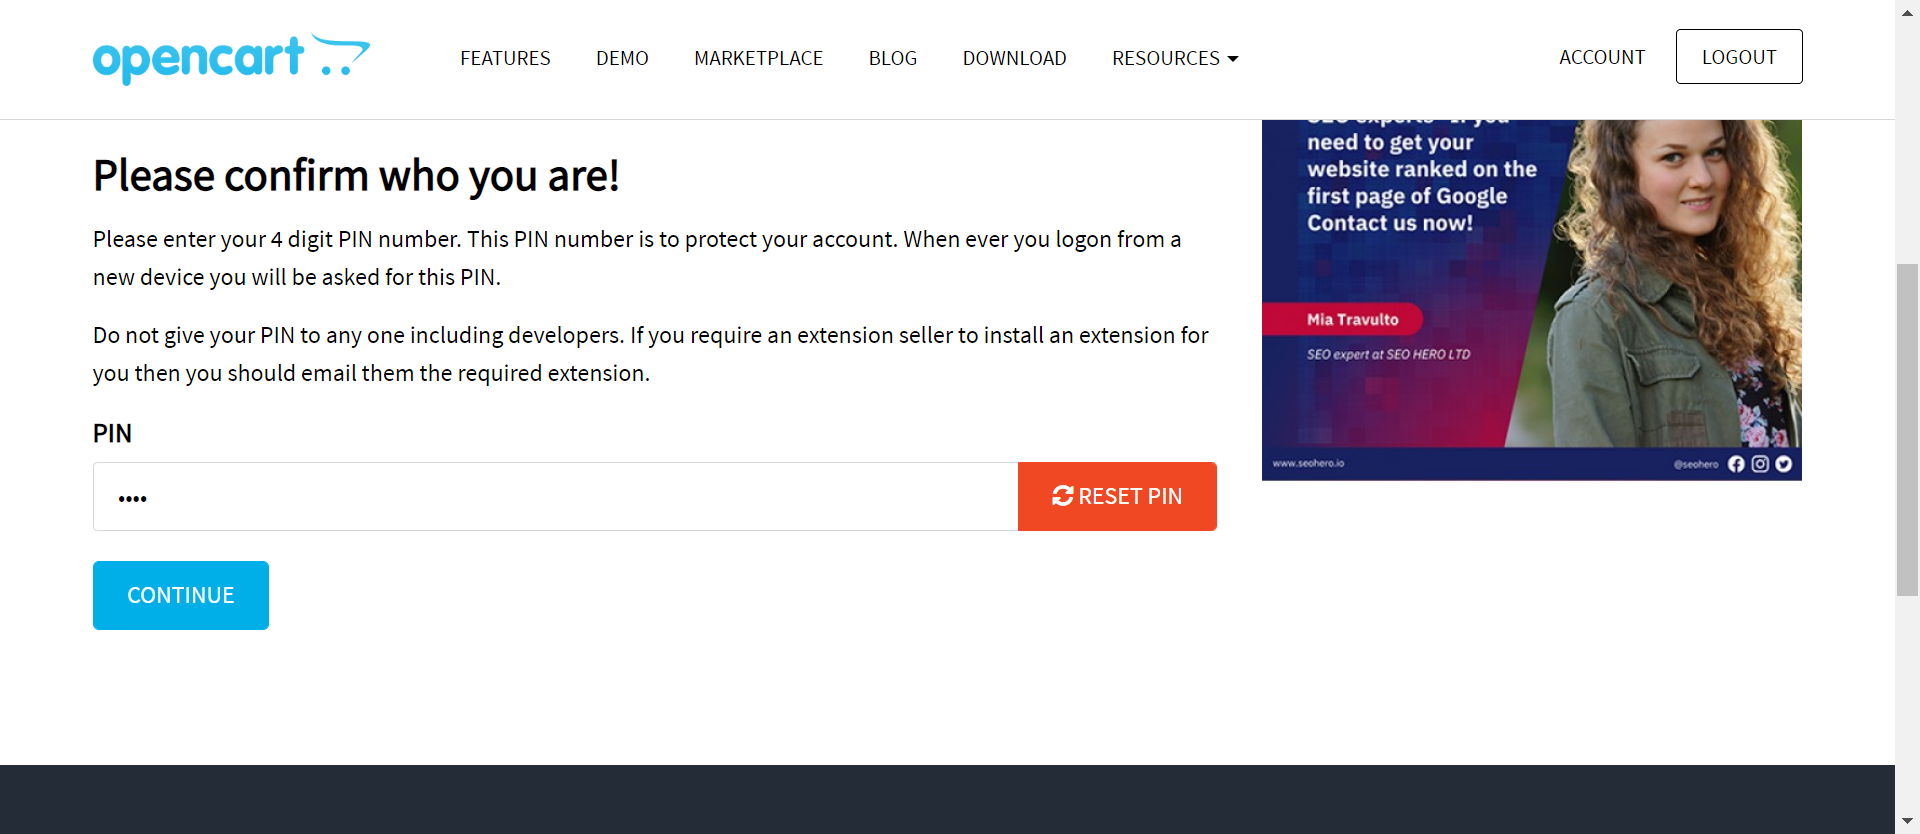 opencart
FEATURES
DEMO
MARKETPLACE
BLOG
DOWNLOAD
RESOURCES
ACCOUNT
LOGOUT
Please confirm who you are!
Please enter your 4 digit PIN number. This PIN number is to protect your account. When ever you logon from a
new device you will be asked for this PIN.
Do not give your PIN to any one including developers. If you require an extension seller to install an extension for
you then you should email them the required extension.
PIN
••••
RESET PIN
CONTINUE
SEO experts If you
need to get your
website ranked on the
first page of Google
Contact us now!
Mia Travulto
SEO expert at SEO HERO LTD
www.seohero.io
@seohero